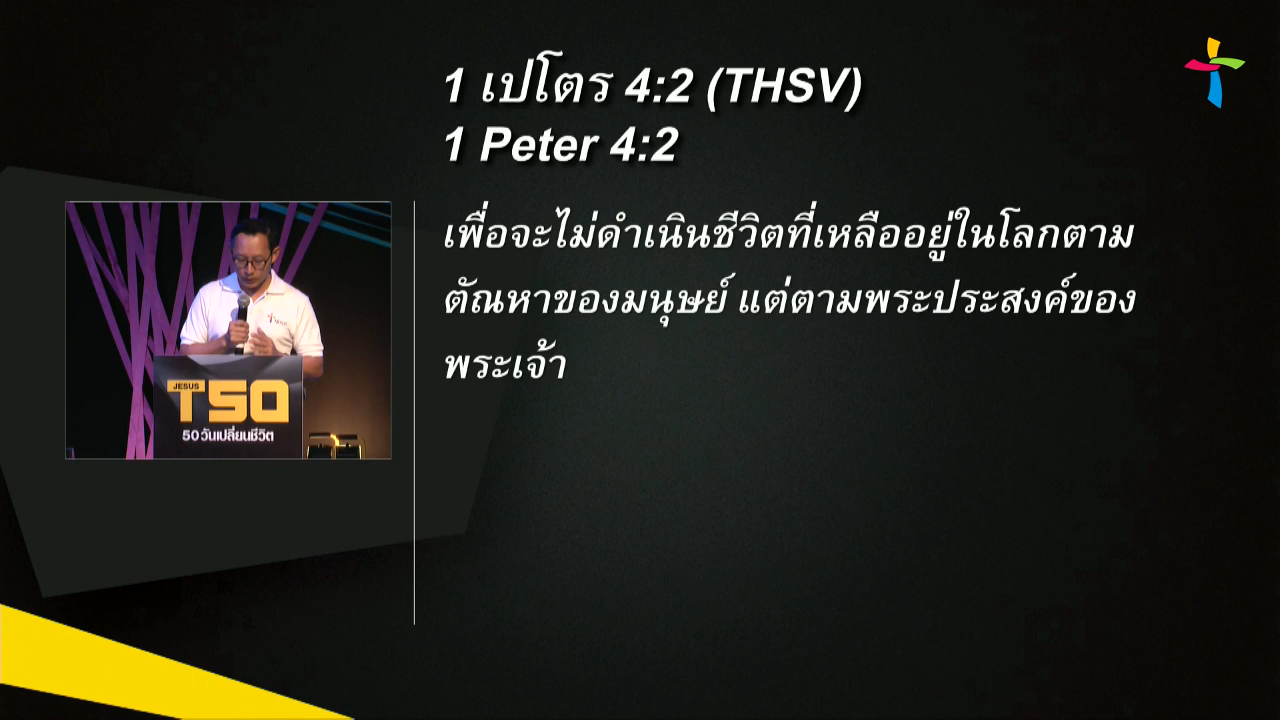 1 เปโตร 4:2 (THSV)
1 Peter 4:2
เพื่อจะไม่ดำเนินชีวิตที่เหลืออยู่ในโลกตาม
ตัณหาของมนุษย์ แต่ตามพระประสงค์ของ
พระเจ้า
JESUS
T50
50 วันเปลี่ยนชีวิต